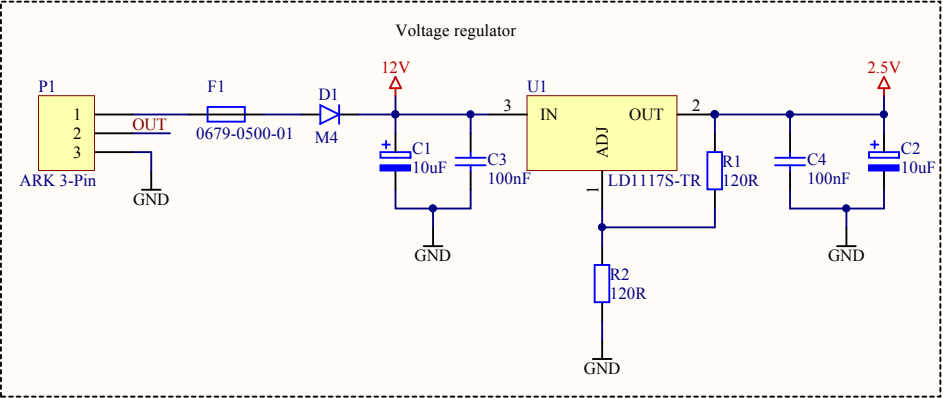 Voltage regulator
P1
1
2
3
ARK 3-Pin
OUT
GND
F1
0679-0500-01
D1
M4
12V
C1
10uF
C3
100nF
GND
U1
3
IN
OUT
2
ADJ
1
LD1117S-TR
R1
120R
R2
120R
GND
C4
100nF
2.5V
C2
10uF
GND